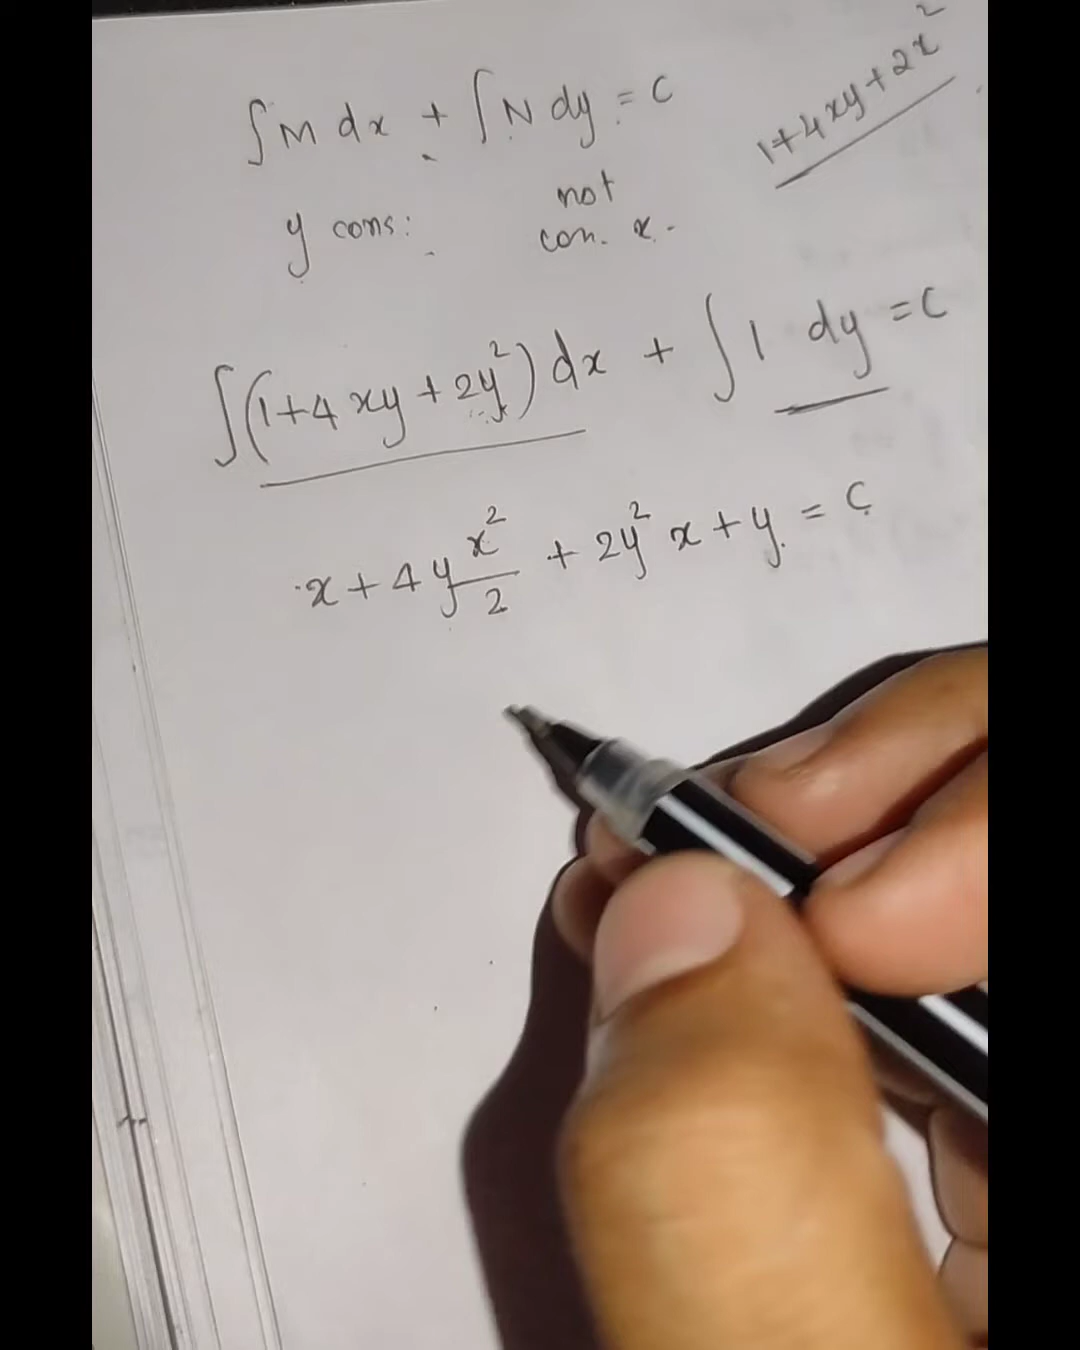 ∫M dx + ∫N dy = C
1+4xy+2x²
y cons:
not
con. x.
∫(1+4xy+2y²) dx + ∫1 dy = C
x + 4y x²/2 + 2y² x + y = C